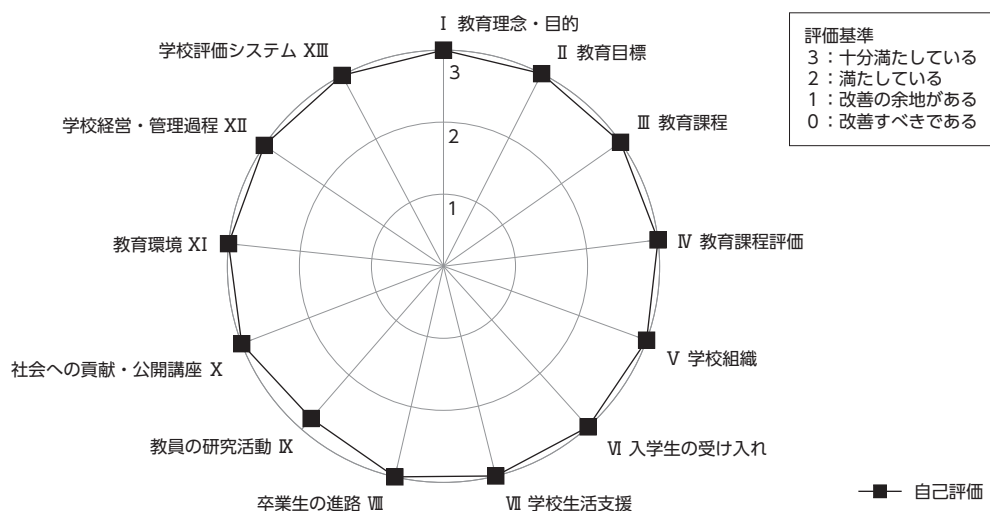 Ⅰ 教育理念・目的
Ⅱ 教育目標
Ⅲ 教育課程
Ⅳ 教育課程評価
Ⅴ 学校組織
Ⅵ 入学生の受け入れ
Ⅶ 学校生活支援
卒業生の進路 Ⅷ
教員の研究活動 Ⅸ
社会への貢献・公開講座 Ⅹ
教育環境 Ⅺ
学校経営・管理過程 Ⅻ
学校評価システム XⅢ
3
2
1
評価基準
3：十分満たしている
2：満たしている
1：改善の余地がある
0：改善すべきである
自己評価